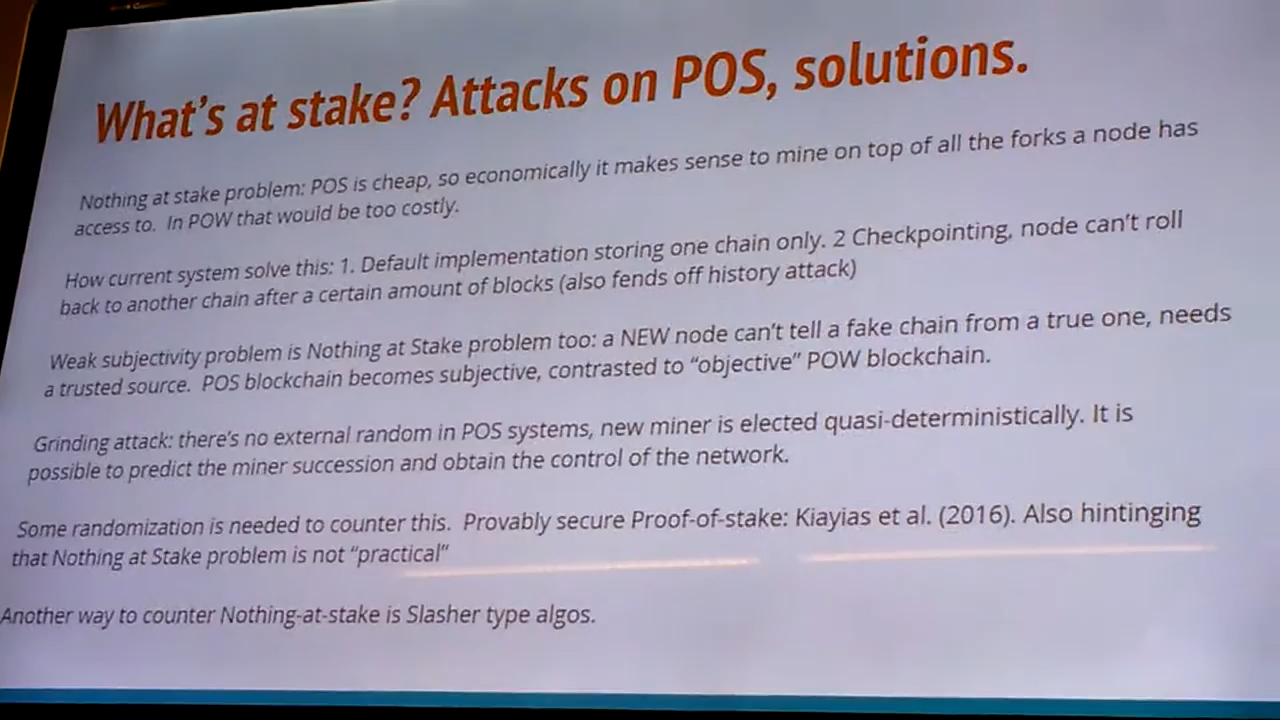 What's at stake? Attacks on POS, solutions.
Nothing at stake problem: POS is cheap, so economically it makes sense to mine on top of all the forks a node has
access to. In POW that would be too costly.
How current system solve this: 1. Default implementation storing one chain only. 2 Checkpointing, node can't roll
back to another chain after a certain amount of blocks (also fends off history attack)
Weak subjectivity problem is Nothing at Stake problem too: a NEW node can't tell a fake chain from a true one, needs
a trusted source. POS blockchain becomes subjective, contrasted to "objective" POW blockchain.
Grinding attack: there's no external random in POS systems, new miner is elected quasi-deterministically. It is
possible to predict the miner succession and obtain the control of the network.
Some randomization is needed to counter this. Provably secure Proof-of-stake: Kiayias et al. (2016). Also hintinging
that Nothing at Stake problem is not "practical"
Another way to counter Nothing-at-stake is Slasher type algos.